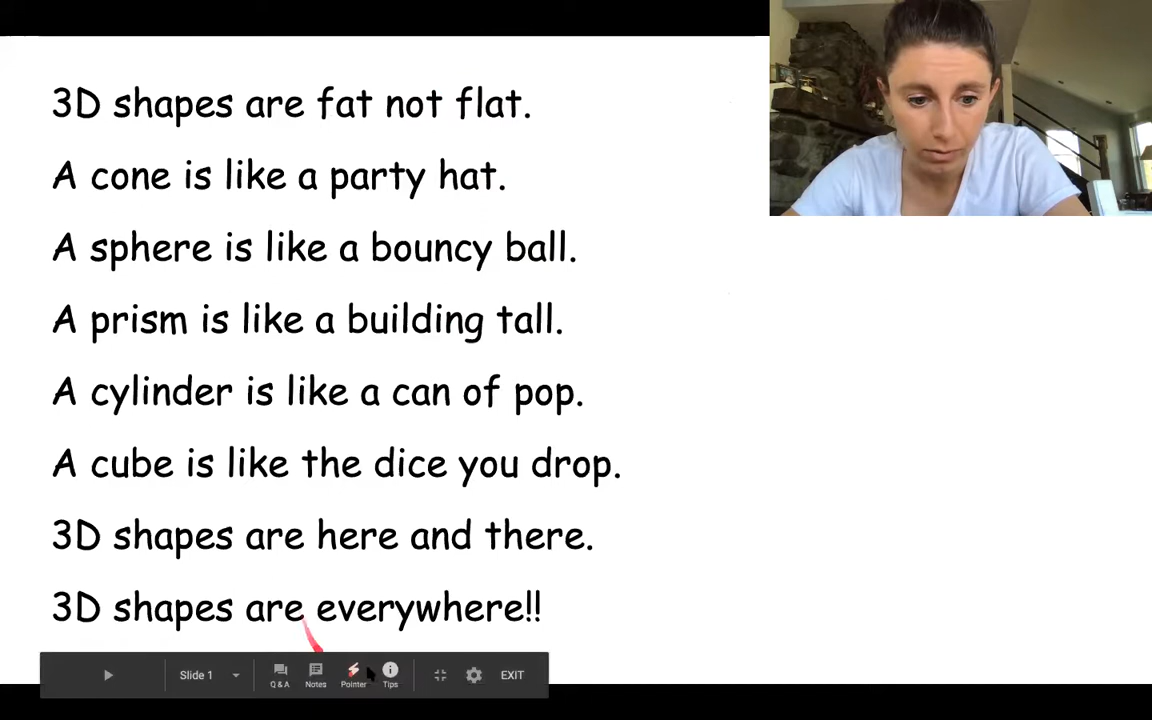 3D shapes are fat not flat.
A cone is like a party hat.
A sphere is like a bouncy ball.
A prism is like a building tall.
A cylinder is like a can of pop.
A cube is like the dice you drop.
3D shapes are here and there.
3D shapes are everywhere!!
Slide 1
Q & A
Notes
Pointer
Tips
EXIT